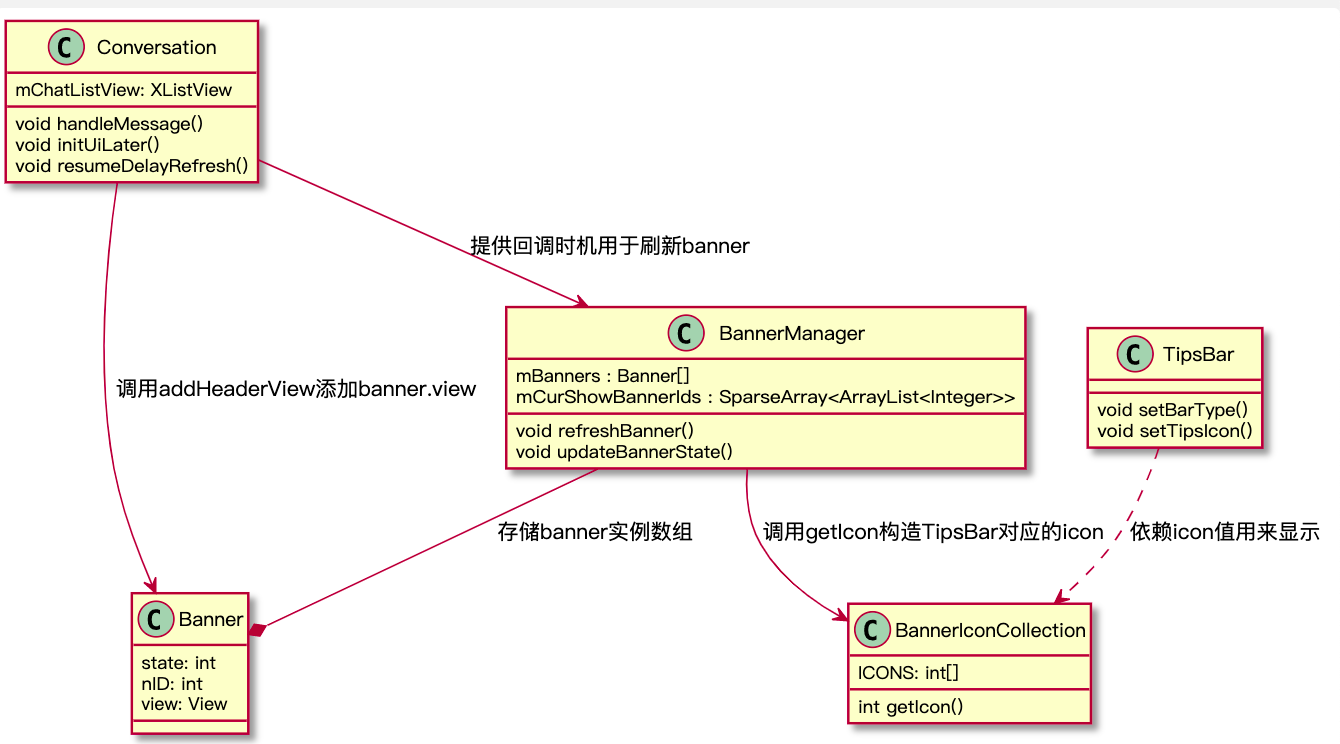 C Conversation
mChatListView: XListView
void handleMessage()
void initUiLater()
void resumeDelayRefresh()
提供回调时机用于刷新banner
C BannerManager
mBanners : Banner[]
mCurShowBannerIds : SparseArray<ArrayList<Integer>>
void refreshBanner()
void updateBannerState()
C TipsBar
void setBarType()
void setTipsIcon()
调用addHeaderView添加banner.view
存储banner实例数组
调用getIcon构造TipsBar对应的icon
依赖icon值用来显示
C Banner
state: int
nID: int
view: View
C BannerIconCollection
ICONS: int[]
int getIcon()